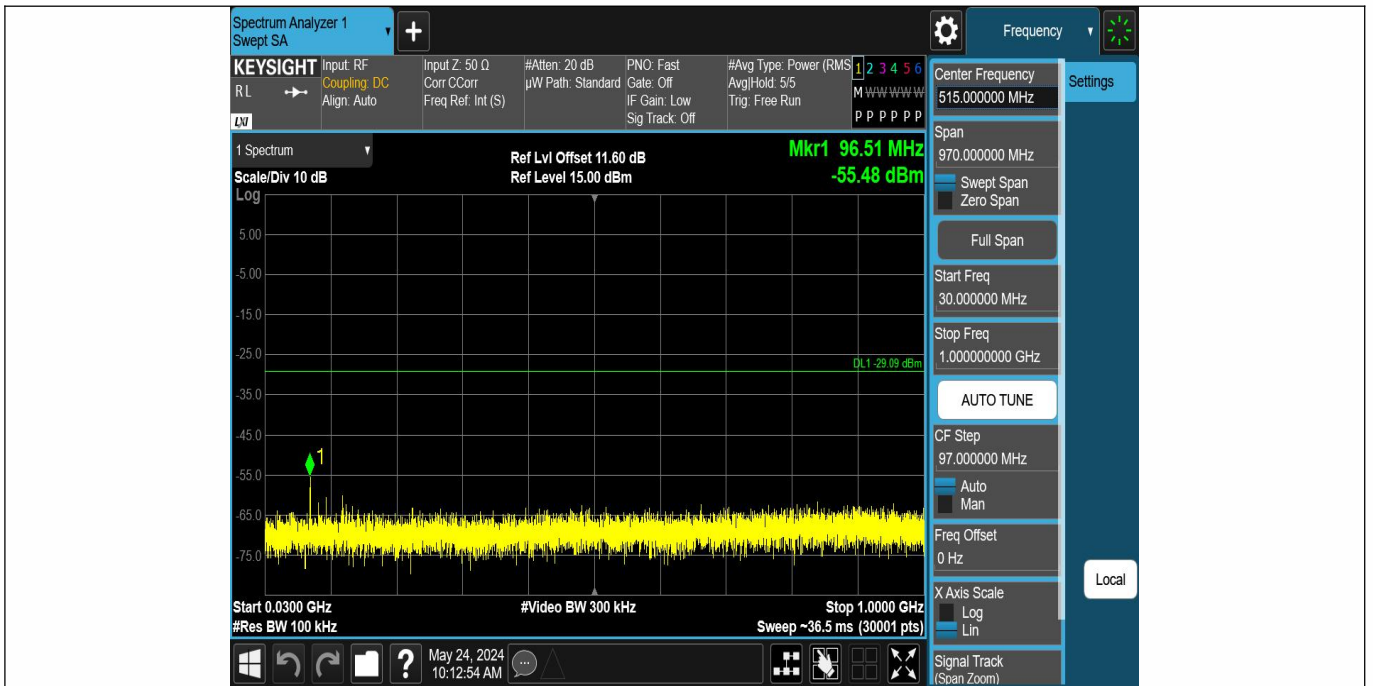 Spectrum Analyzer 1
Swept SA
+
Frequency
KEYSIGHT
RL
LXI
Input: RF
Coupling: DC
Align: Auto
Input Z: 50 Ω
Corr CCorr
Freq Ref: Int (S)
#Atten: 20 dB
µW Path: Standard
PNO: Fast
Gate: Off
IF Gain: Low
Sig Track: Off
#Avg Type: Power (RMS
Avg|Hold: 5/5
Trig: Free Run
1 2 3 4 5 6
M W W W W W
P P P P P P
1 Spectrum
Scale/Div 10 dB
Log
Ref Lvl Offset 11.60 dB
Ref Level 15.00 dBm
Mkr1 96.51 MHz
-55.48 dBm
5.00
-5.00
-15.0
-25.0
DL1 -29.09 dBm
-35.0
-45.0
1
-55.0
-65.0
-75.0
Start 0.0300 GHz
#Res BW 100 kHz
#Video BW 300 kHz
Stop 1.0000 GHz
Sweep ~36.5 ms (30001 pts)
Center Frequency
515.000000 MHz
Settings
Span
970.000000 MHz
Swept Span
Zero Span
Full Span
Start Freq
30.000000 MHz
Stop Freq
1.000000000 GHz
AUTO TUNE
CF Step
97.000000 MHz
Auto
Man
Freq Offset
0 Hz
X Axis Scale
Log
Lin
Local
Signal Track
(Span Zoom)
?
May 24, 2024
10:12:54 AM